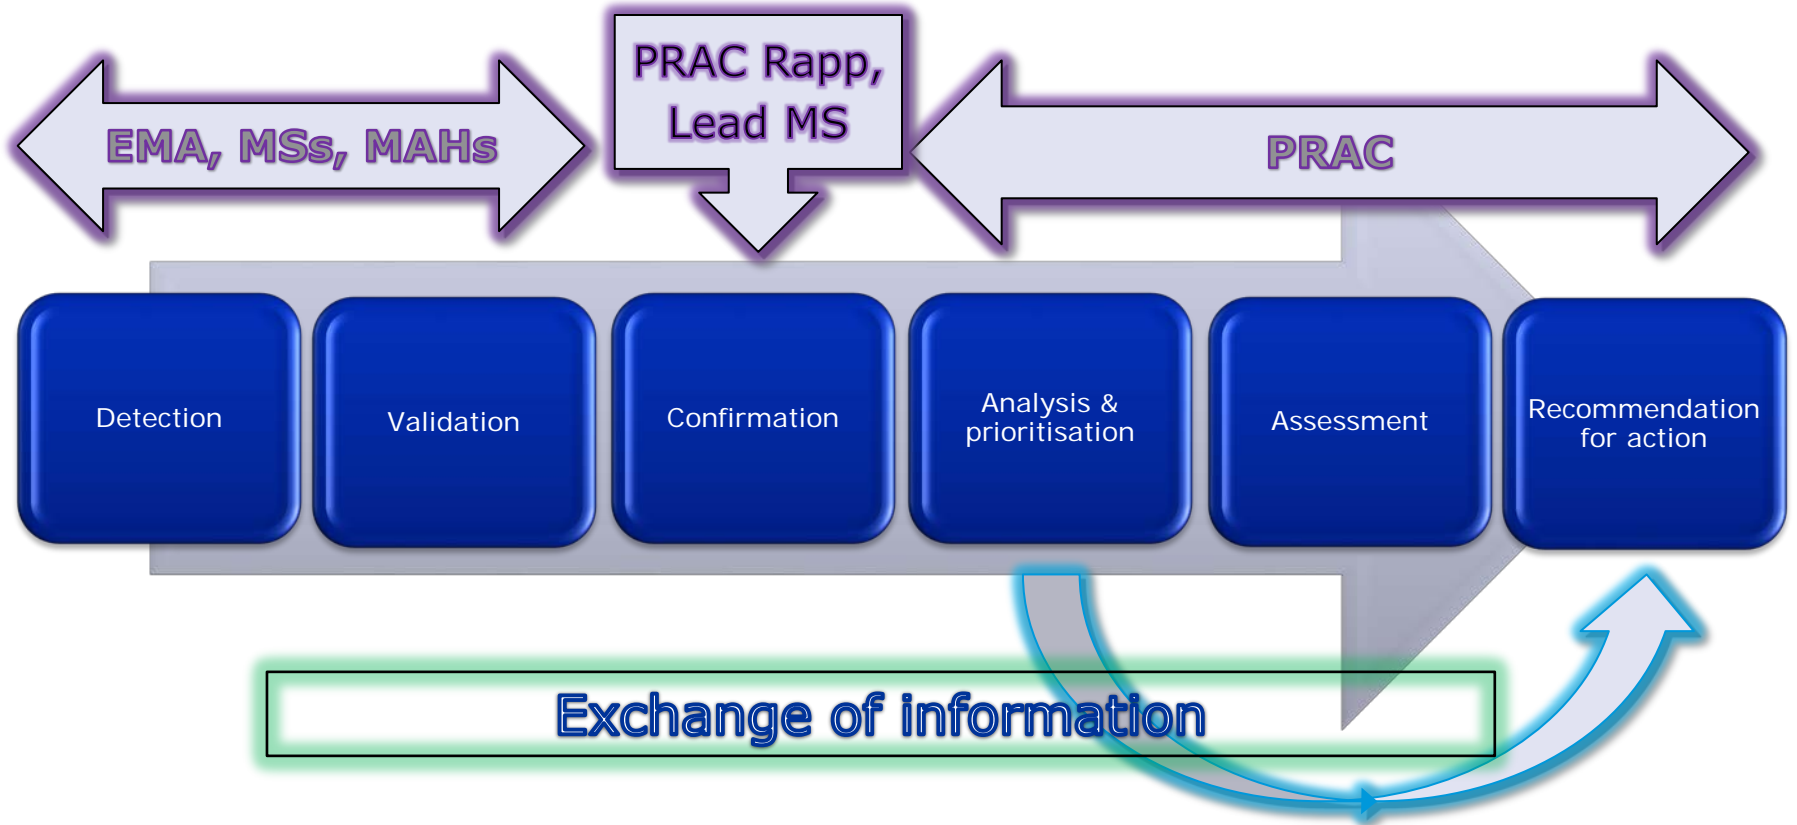 EMA, MSs, MAHs
PRAC Rapp,
Lead MS
PRAC
Detection
Validation
Confirmation
Analysis &
prioritisation
Assessment
Recommendation
for action
Exchange of information